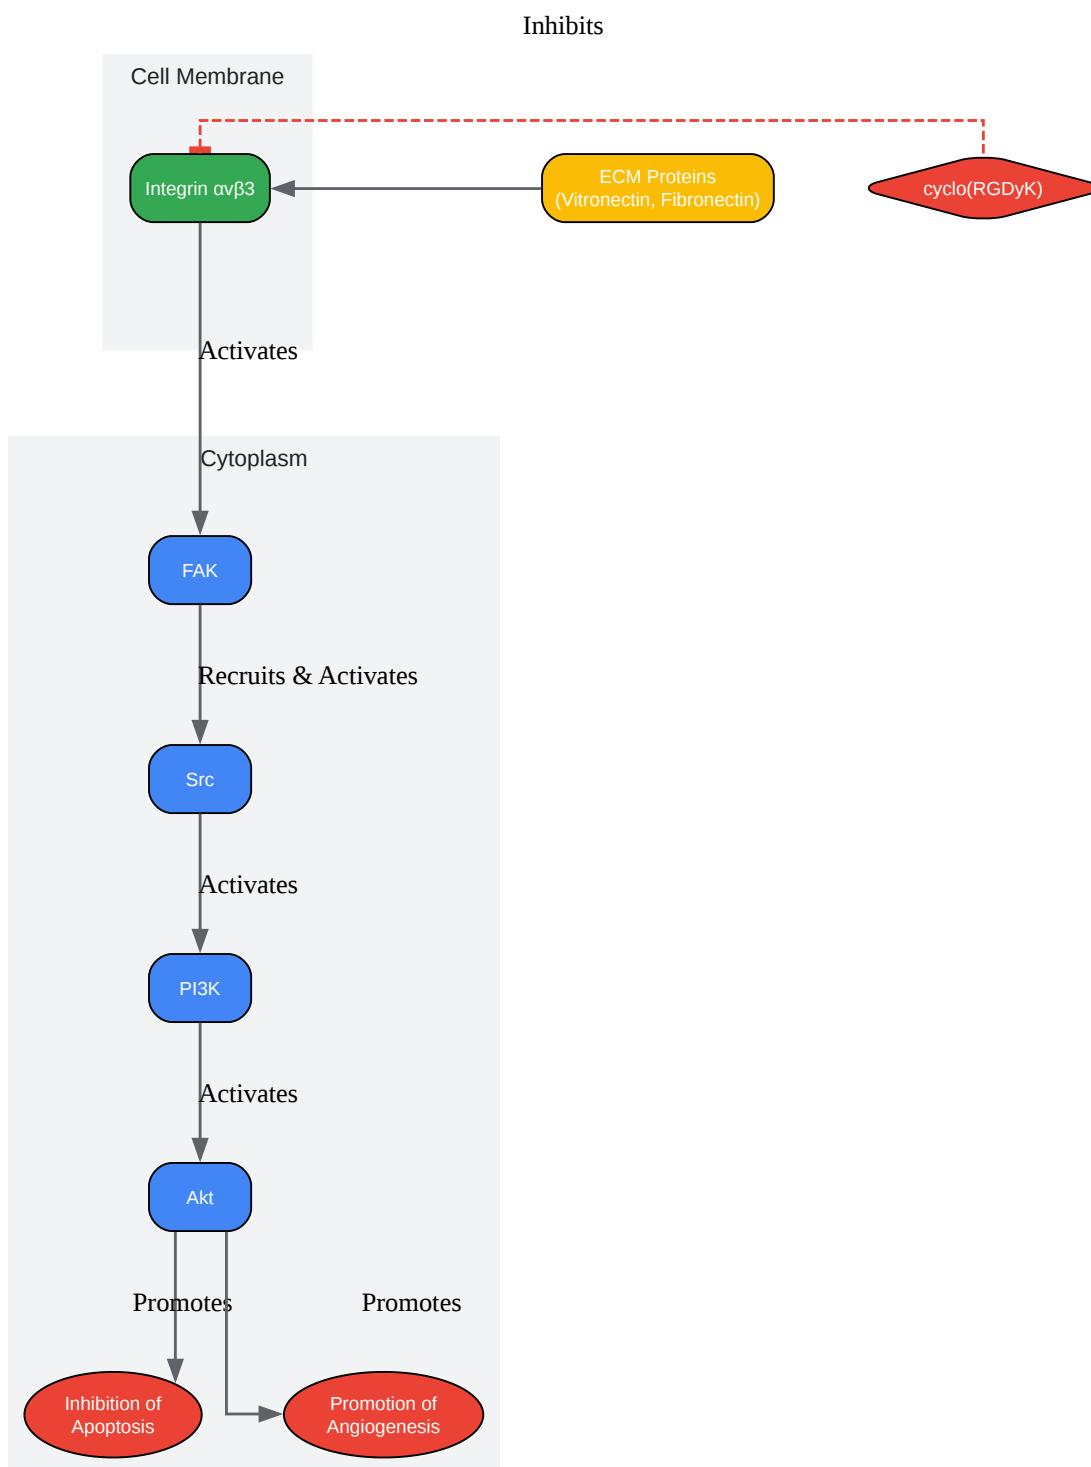 Inhibits
Cell Membrane
Integrin αvβ3
ECM Proteins
(Vitronectin, Fibronectin)
cyclo(RGDyK)
Activates
Cytoplasm
FAK
Recruits & Activates
Src
Activates
PI3K
Activates
Akt
Promotes
Promotes
Inhibition of
Apoptosis
Promotion of
Angiogenesis